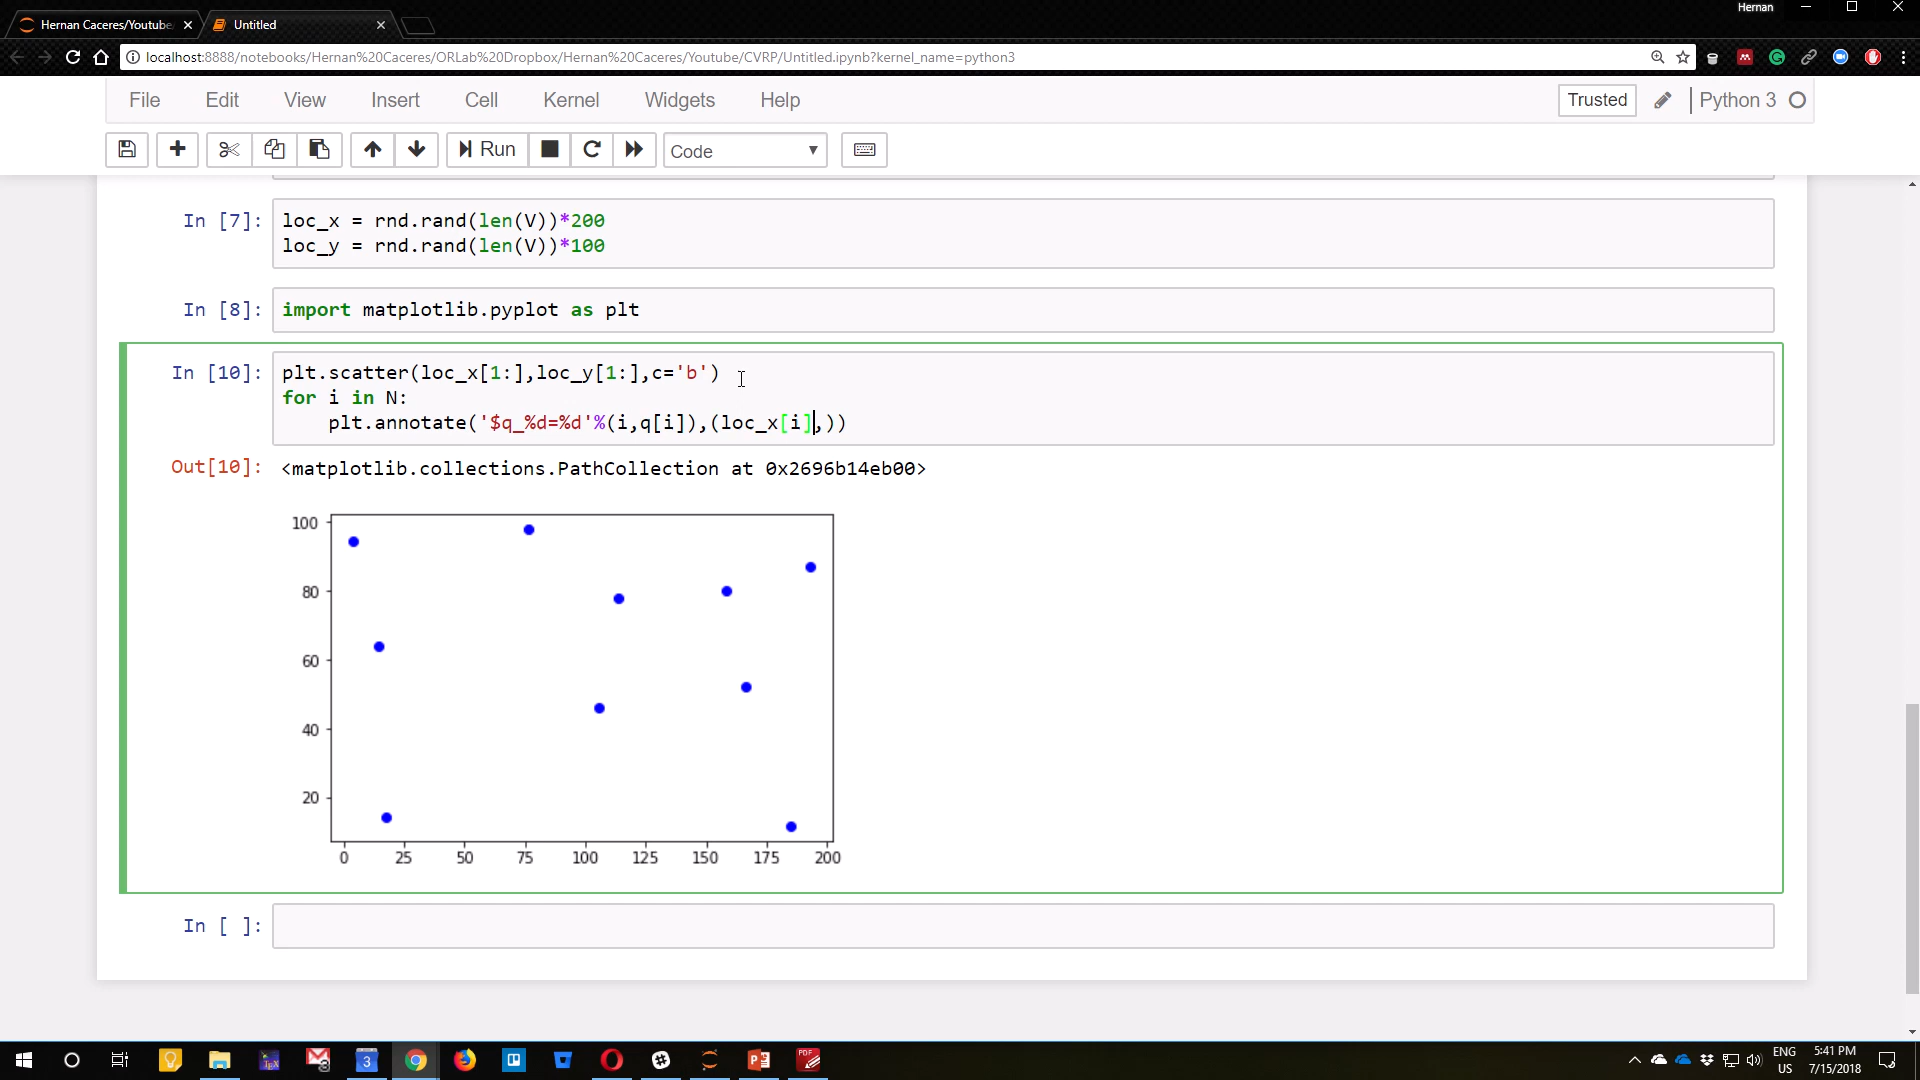 Hernan Caceres/Youtube
Untitled
Hernan
localhost:8888/notebooks/Hernan%20Caceres/ORLab%20Dropbox/Hernan%20Caceres/Youtube/CVRP/Untitled.ipynb?kernel_name=python3
File Edit View Insert Cell Kernel Widgets Help
Trusted Python 3
Run Code
In [7]: loc_x = rnd.rand(len(V))*200
loc_y = rnd.rand(len(V))*100
In [8]: import matplotlib.pyplot as plt
In [10]: plt.scatter(loc_x[1:],loc_y[1:],c='b')
for i in N:
plt.annotate('$q_%d=%d'%(i,q[i]),(loc_x[i],))
Out[10]: <matplotlib.collections.PathCollection at 0x2696b14eb00>
100
80
60
40
20
0 25 50 75 100 125 150 175 200
In [ ]:
ENG 5:41 PM
US 7/15/2018